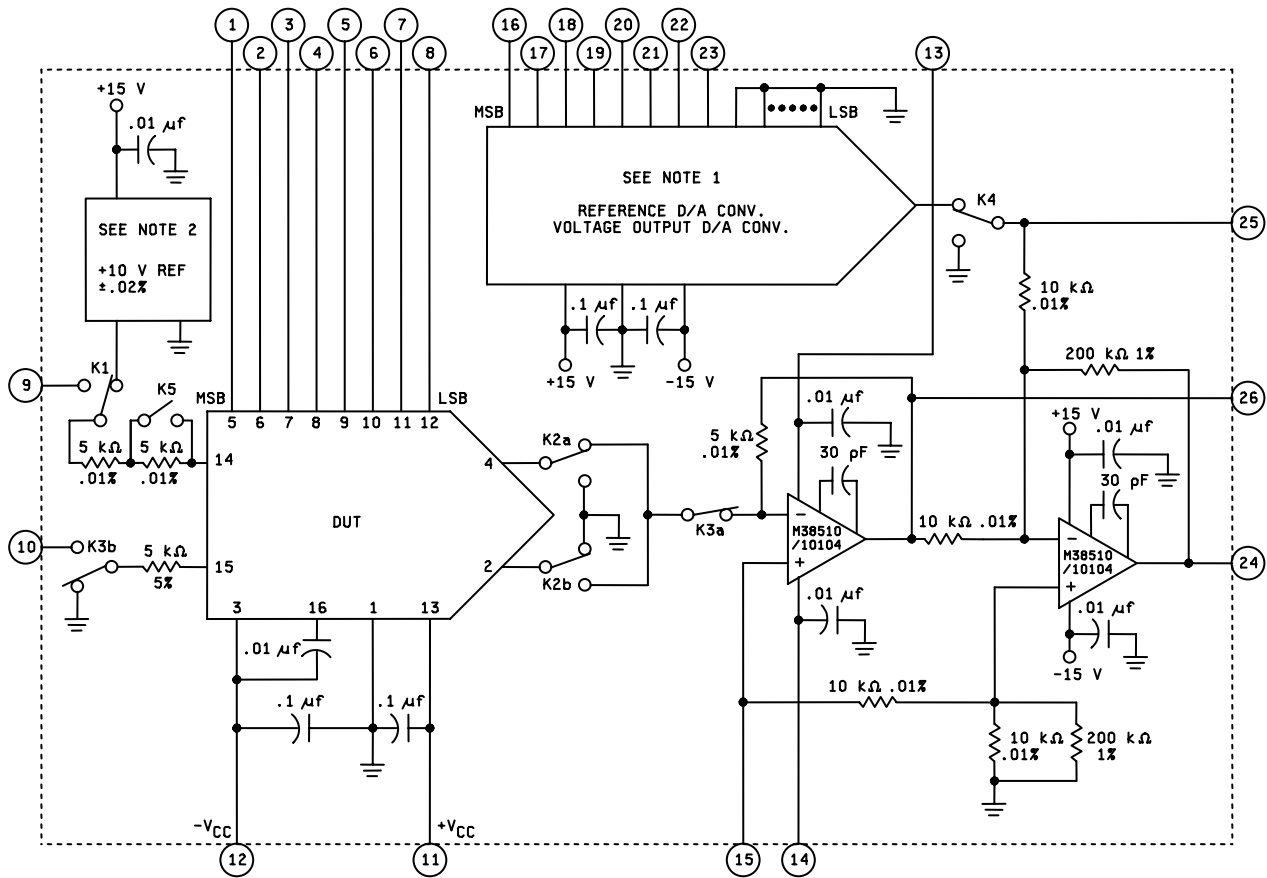 1 3 5 7 16 18 20 22
2 4 6 8 17 19 21 23 13
+15 V
.01 µf
MSB LSB
SEE NOTE 1
REFERENCE D/A CONV.
VOLTAGE OUTPUT D/A CONV.
K4
25
SEE NOTE 2
+10 V REF
±.02%
10 kΩ
.01%
.1 µf .1 µf
+15 V -15 V
200 kΩ 1%
9
K1
K5
MSB LSB
5 6 7 8 9 10 11 12
26
5 kΩ 5 kΩ
.01% .01%
14
4
K2a
5 kΩ
.01%
.01 µf
30 pF
+15 V
.01 µf
30 pF
DUT
K3a
−
M38510
/10104
+
10 kΩ .01%
−
M38510
/10104
+
24
10
K3b
5 kΩ
5%
15
2
K2b
3 16 1 13
.01 µf
.01 µf
.01 µf
-15 V
.1 µf .1 µf
10 kΩ .01%
10 kΩ
.01%
200 kΩ
1%
-VCC +VCC
12 11 15 14